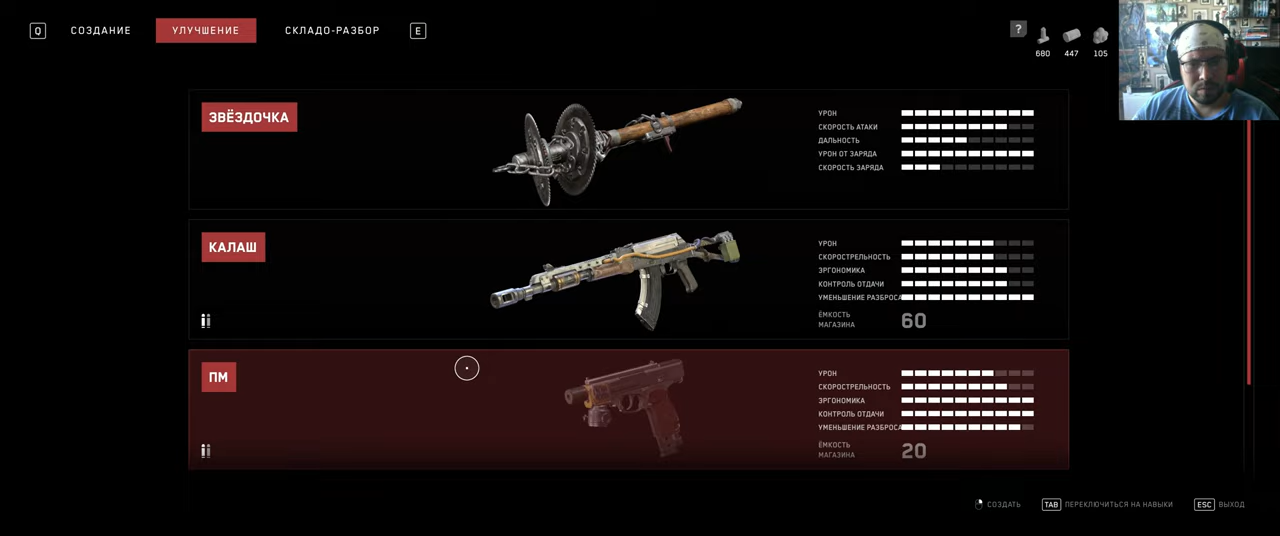 Q СОЗДАНИЕ УЛУЧШЕНИЕ СКЛАДО-РАЗБОР E
?
680 447 105
ЗВЁЗДОЧКА
УРОН
СКОРОСТЬ АТАКИ
ДАЛЬНОСТЬ
УРОН ОТ ЗАРЯДА
СКОРОСТЬ ЗАРЯДА
КАЛАШ
УРОН
СКОРОСТРЕЛЬНОСТЬ
ЭРГОНОМИКА
КОНТРОЛЬ ОТДАЧИ
УМЕНЬШЕНИЕ РАЗБРОСА
ЁМКОСТЬ
МАГАЗИНА 60
ПМ
УРОН
СКОРОСТРЕЛЬНОСТЬ
ЭРГОНОМИКА
КОНТРОЛЬ ОТДАЧИ
УМЕНЬШЕНИЕ РАЗБРОСА
ЁМКОСТЬ
МАГАЗИНА 20
СОЗДАТЬ TAB ПЕРЕКЛЮЧИТЬСЯ НА НАВЫКИ ESC ВЫХОД